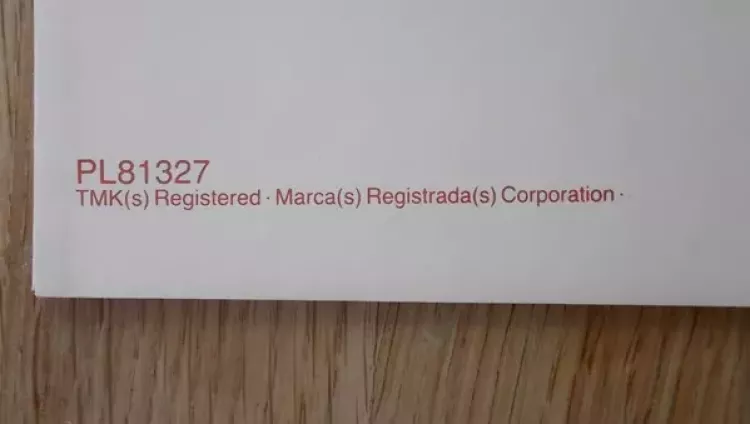 PL81327
TMK(s) Registered · Marca(s) Registrada(s) Corporation ·